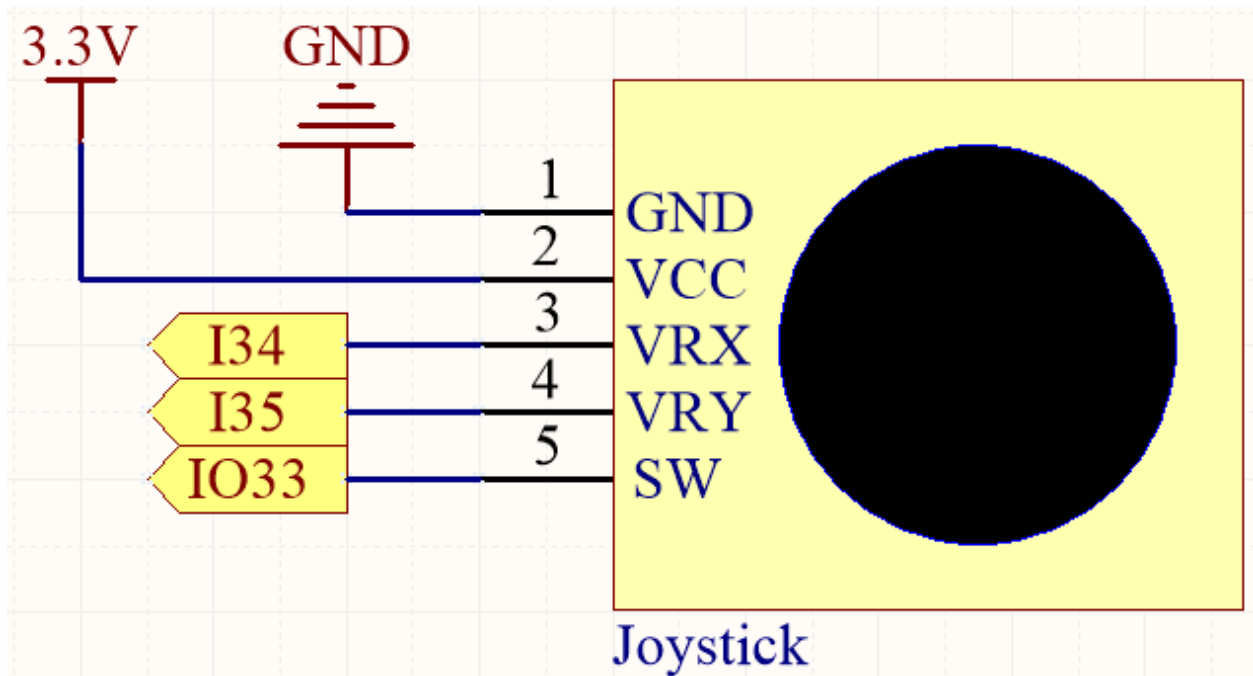 3.3V
GND
1
GND
2
VCC
I34
3
VRX
I35
4
VRY
IO33
5
SW
Joystick